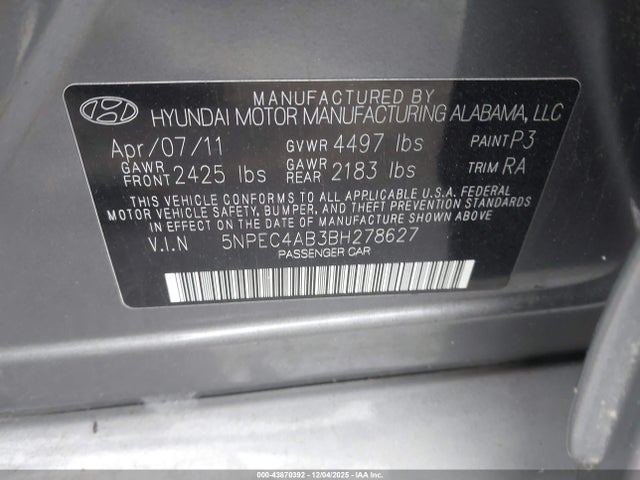 MANUFACTURED BY
HYUNDAI MOTOR MANUFACTURING ALABAMA, LLC
Apr/07/11 GVWR 4497 lbs PAINT P3
GAWR FRONT 2425 lbs GAWR REAR 2183 lbs TRIM RA
THIS VEHICLE CONFORMS TO ALL APPLICABLE U.S.A. FEDERAL
MOTOR VEHICLE SAFETY, BUMPER, AND THEFT PREVENTION STANDARDS
IN EFFECT ON THE DATE OF MANUFACTURE SHOWN ABOVE.
V.I.N 5NPEC4AB3BH278627
PASSENGER CAR
000-43870392 - 12/04/2025 - IAA, Inc.